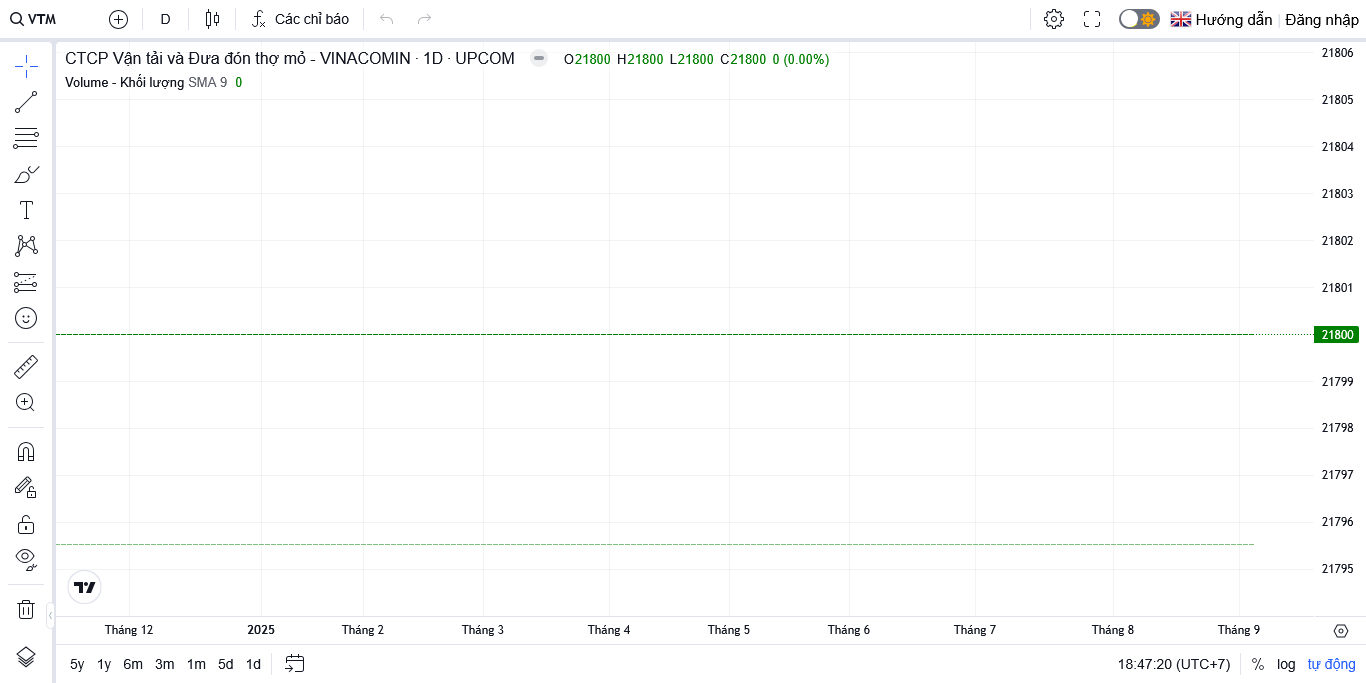 VTM D Các chỉ báo Hướng dẫn Đăng nhập
CTCP Vận tải và Đưa đón thợ mỏ - VINACOMIN · 1D · UPCOM O21800 H21800 L21800 C21800 0 (0.00%)
Volume - Khối lượng SMA 9 0
21806
21805
21804
21803
21802
21801
21800
21799
21798
21797
21796
21795
Tháng 12 2025 Tháng 2 Tháng 3 Tháng 4 Tháng 5 Tháng 6 Tháng 7 Tháng 8 Tháng 9
5y 1y 6m 3m 1m 5d 1d 18:47:20 (UTC+7) % log tự động